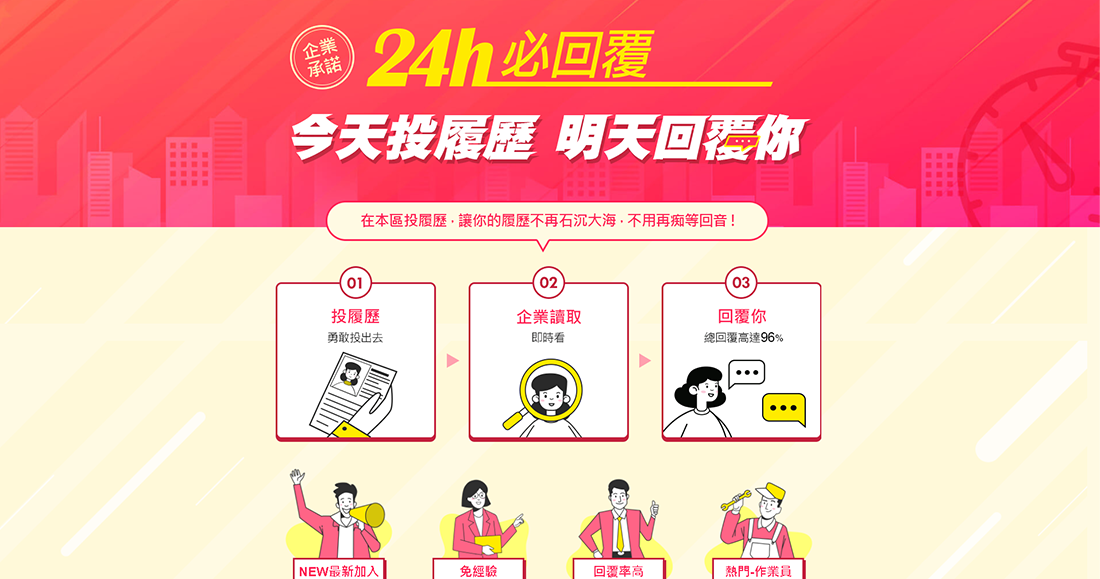 企業
承諾
24h必回覆
今天投履歷 明天回覆你
在本區投履歷·讓你的履歷不再石沉大海·不用再痴等回音!
01
投履歷
勇敢投出去
02
企業讀取
即時看
03
回覆你
總回覆高達96%
NEW最新加入
免經驗
回覆率高
熱門-作業員